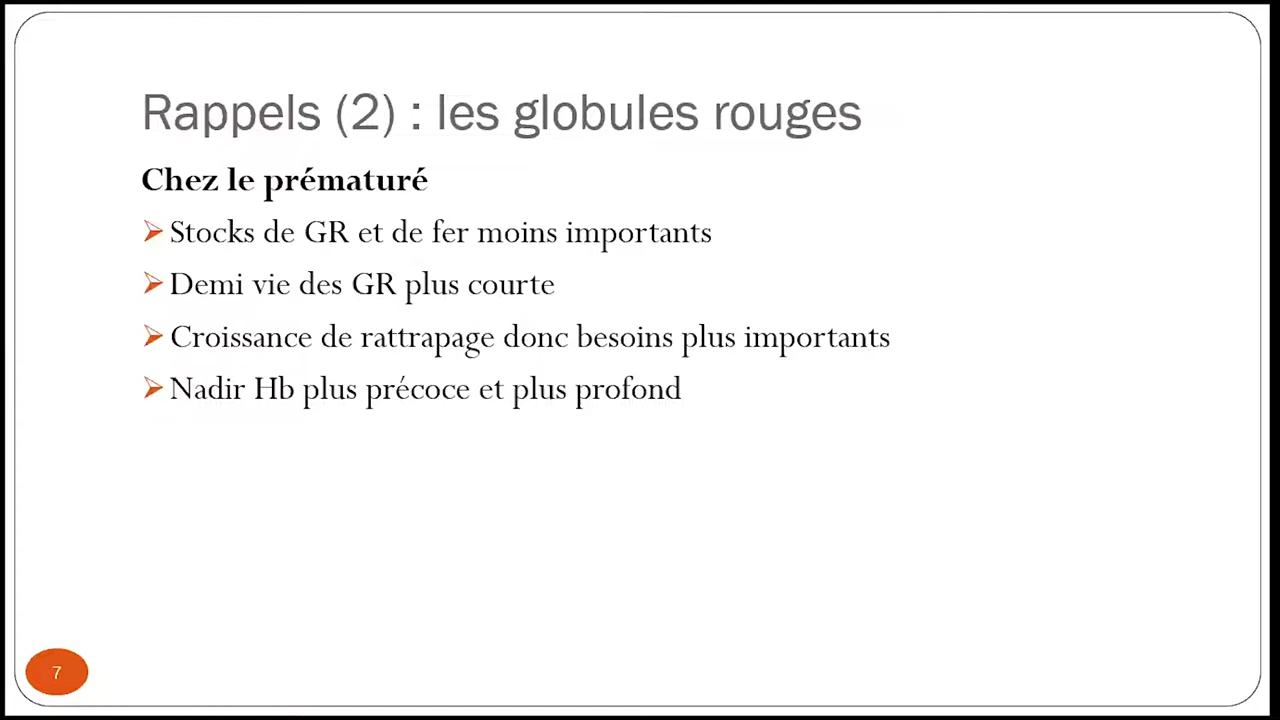 Rappels (2) : les globules rouges
Chez le prématuré
Stocks de GR et de fer moins importants
Demi vie des GR plus courte
Croissance de rattrapage donc besoins plus importants
Nadir Hb plus précoce et plus profond
7